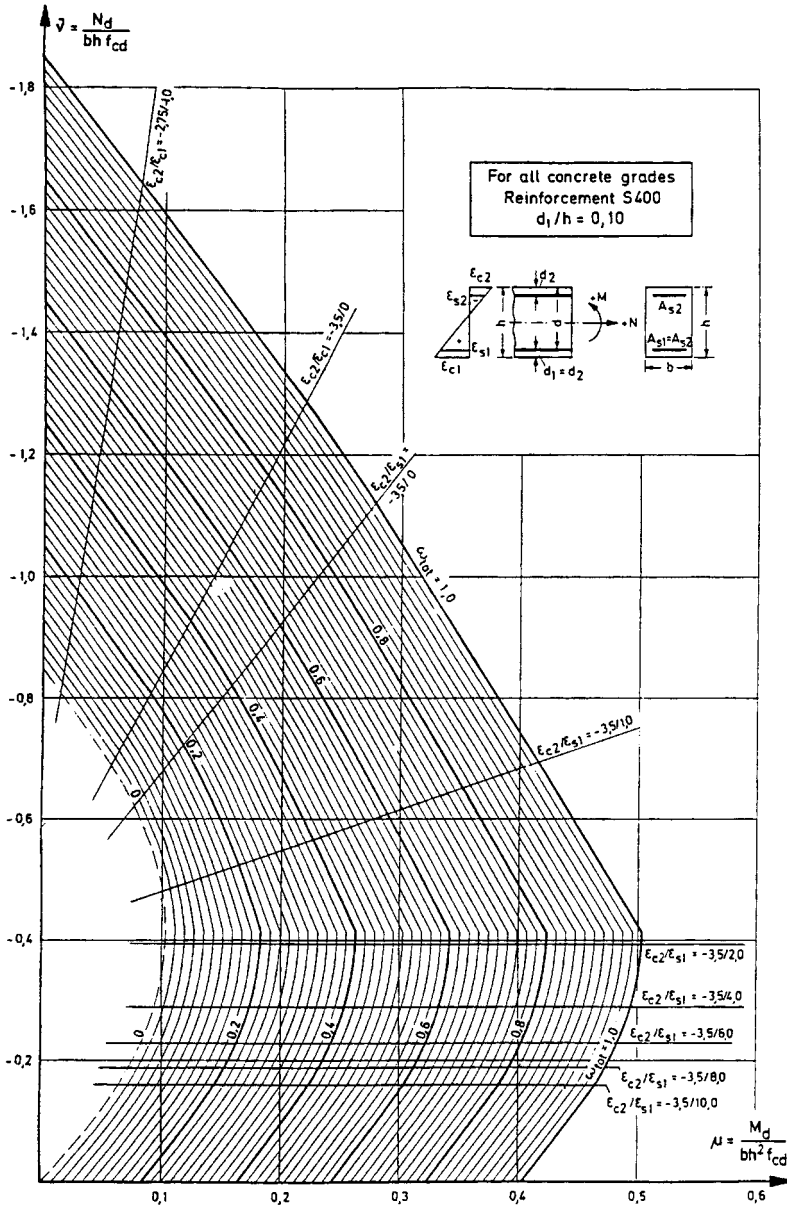 ν = N_d / bh f_cd
-1,8
-1,6
-1,4
-1,2
-1,0
-0,8
-0,6
-0,4
-0,2
ε_c2/ε_c1 = -2,75/-1,0
ε_c2/ε_c1 = -3,5/0
ε_c2/ε_s1 =
-3,5/0
For all concrete grades
Reinforcement S400
d_1/h = 0,10
ε_c2
ε_s2
-
+
ε_s1
ε_c1
h
d_2
d
d_1 = d_2
+M
+N
A_s2
A_s1=A_s2
b
h
ω_tot = 1,0
0,8
0,6
0,4
0,2
0
ε_c2/ε_s1 = -3,5/1,0
ε_c2/ε_s1 = -3,5/2,0
ε_c2/ε_s1 = -3,5/4,0
ε_c2/ε_s1 = -3,5/6,0
ε_c2/ε_s1 = -3,5/8,0
ε_c2/ε_s1 = -3,5/10,0
0
0,2
0,4
0,6
0,8
ω_tot = 1,0
μ = M_d / bh² f_cd
0
0,1
0,2
0,3
0,4
0,5
0,6